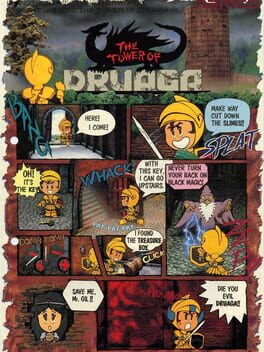 THE
TOWER OF
DRUAGA
BANG
HERE!
I COME!!
MAKE WAY
CUT DOWN
THE SLIMES!!
SPLAT
OH!
IT'S
THE KEY!
WHACK
WITH
THIS KEY,
I CAN GO
UPSTAIRS.
PAT PAT PAT
NEVER TURN
YOUR BACK ON
BLACK MAGIC!
I FOUND
THE TREASURE
BOX.
CLICK
SAVE ME,
Mr. GIL!!
DIE YOU
EVIL
DRUAGA!!